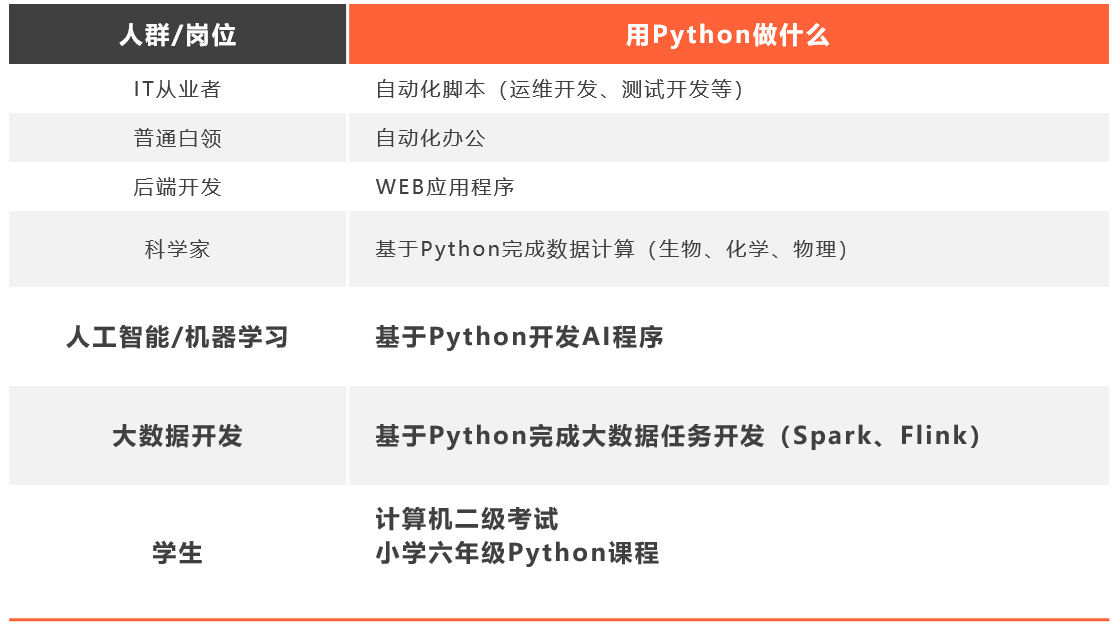 人群/岗位
用Python做什么
IT从业者
自动化脚本（运维开发、测试开发等）
普通白领
自动化办公
后端开发
WEB应用程序
科学家
基于Python完成数据计算（生物、化学、物理）
人工智能/机器学习
基于Python开发AI程序
大数据开发
基于Python完成大数据任务开发（Spark、Flink）
学生
计算机二级考试
小学六年级Python课程